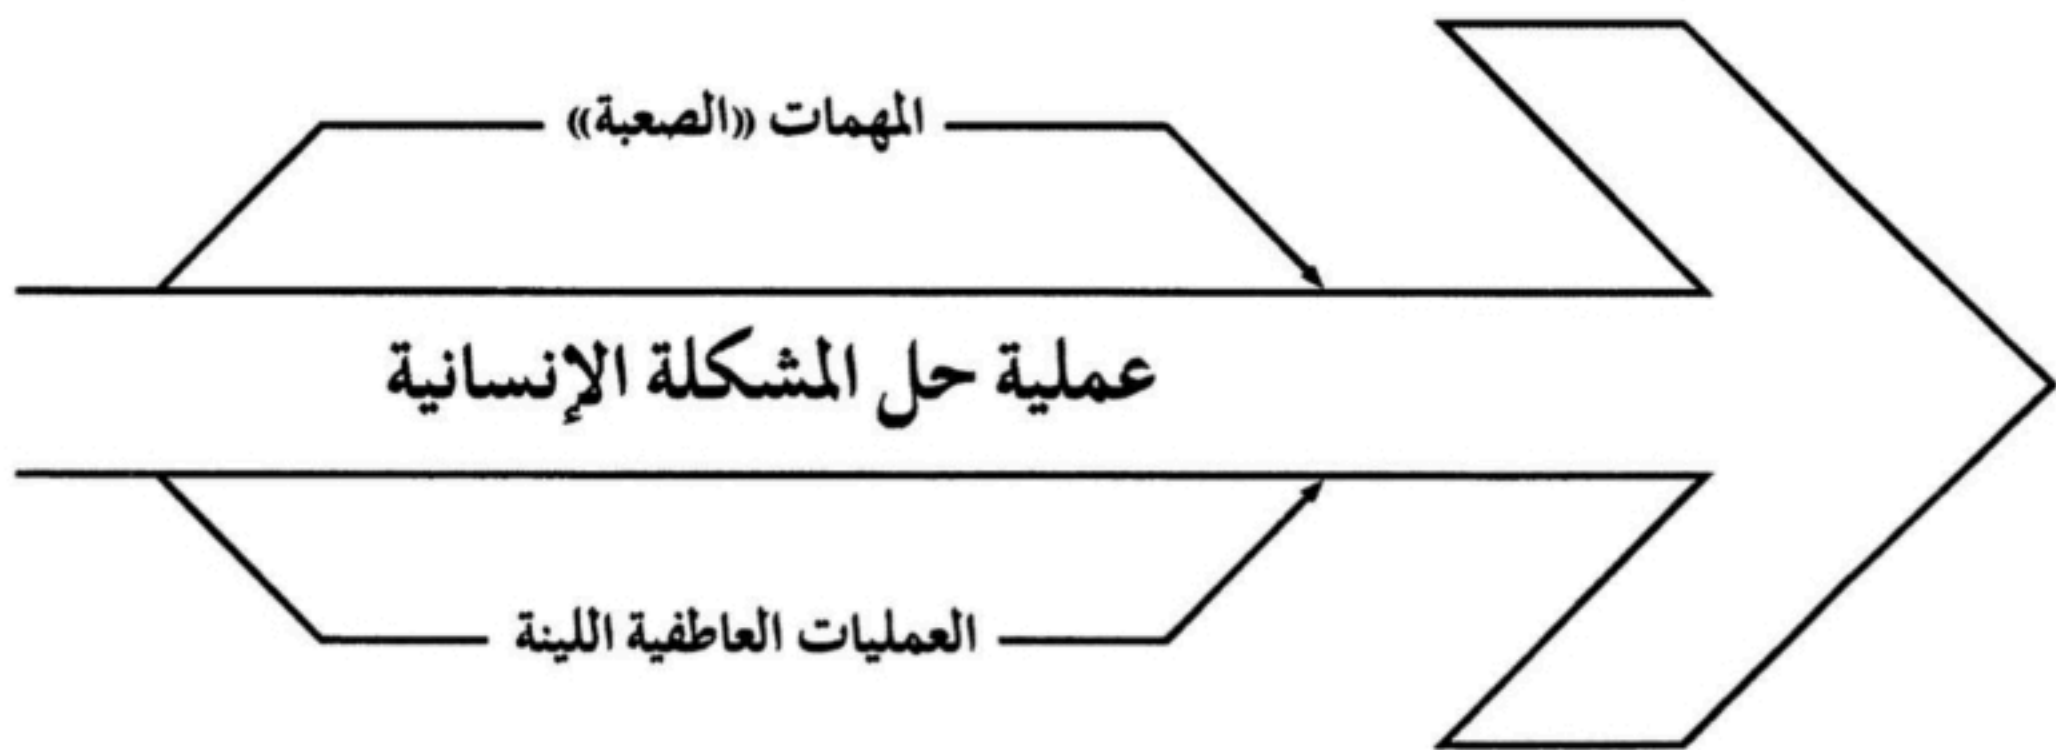 المهمات ((الصعبة))
عملية حل المشكلة الإنسانية
العمليات العاطفية اللينة